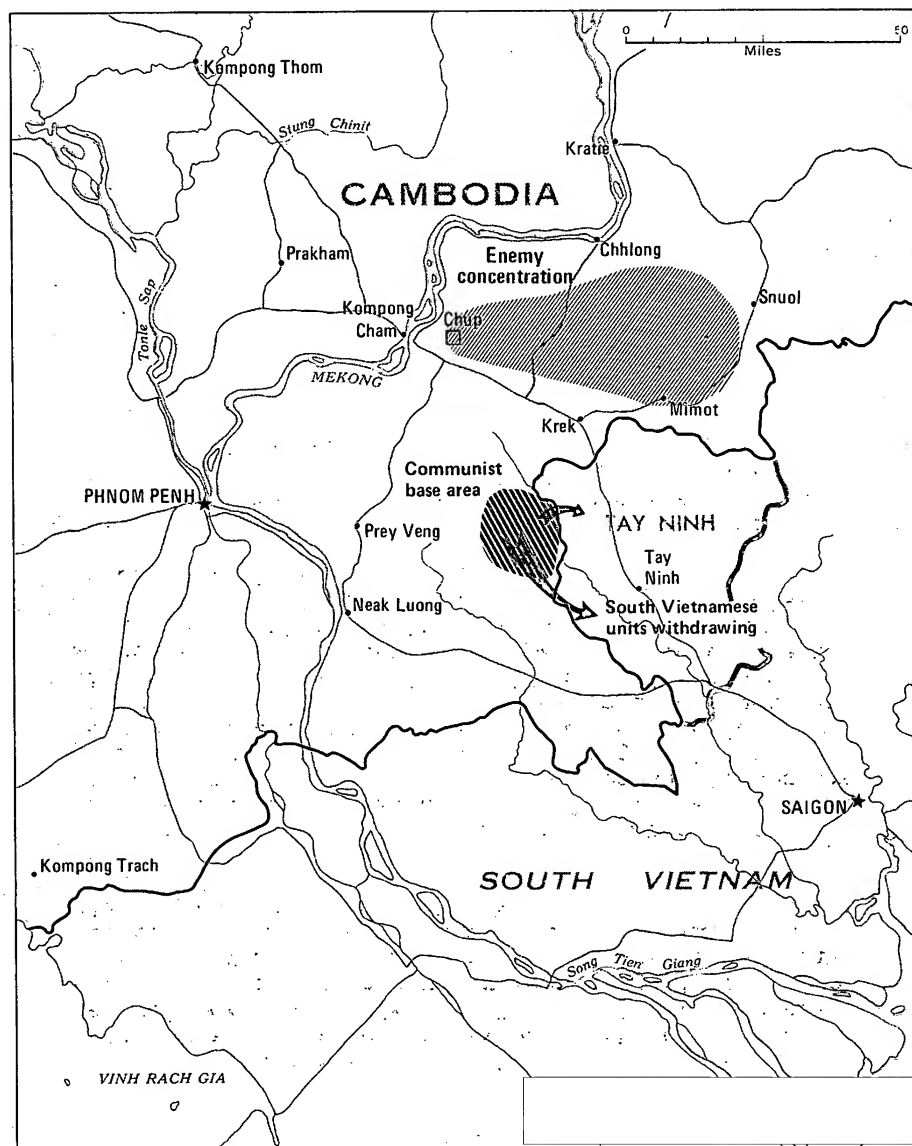 0 50
Miles
Kompong Thom
Stung Chinit
Kratie
CAMBODIA
Chhlong
Enemy
concentration
Prakham
Tonle Sap
Snuol
Kompong
Cham
Chup
MEKONG
Mimot
Krek
Communist
base area
PHNOM PENH
TAY NINH
Prey Veng
Tay
Ninh
Neak Luong
South Vietnamese
units withdrawing
SAIGON
Kompong Trach
SOUTH VIETNAM
Song Tien Giang
VINH RACH GIA